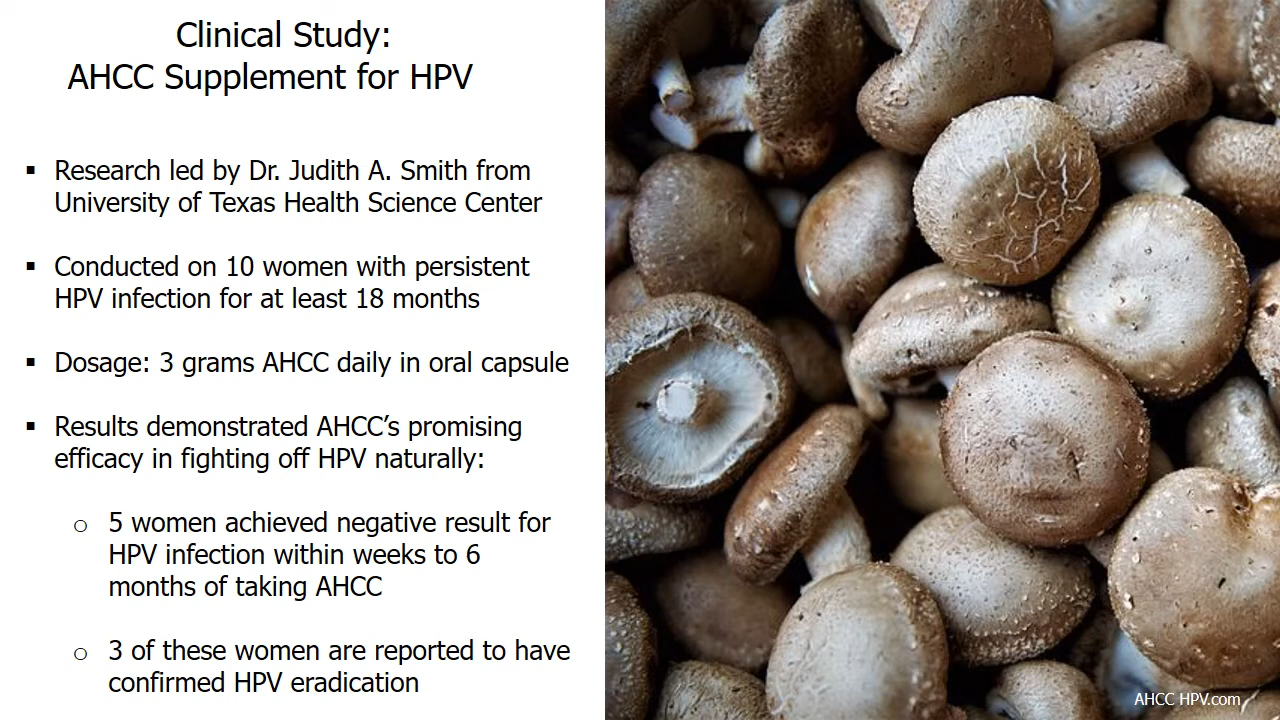 Clinical Study:
AHCC Supplement for HPV
▪ Research led by Dr. Judith A. Smith from
University of Texas Health Science Center
▪ Conducted on 10 women with persistent
HPV infection for at least 18 months
▪ Dosage: 3 grams AHCC daily in oral capsule
▪ Results demonstrated AHCC’s promising
efficacy in fighting off HPV naturally:
o 5 women achieved negative result for
HPV infection within weeks to 6
months of taking AHCC
o 3 of these women are reported to have
confirmed HPV eradication
AHCC HPV.com